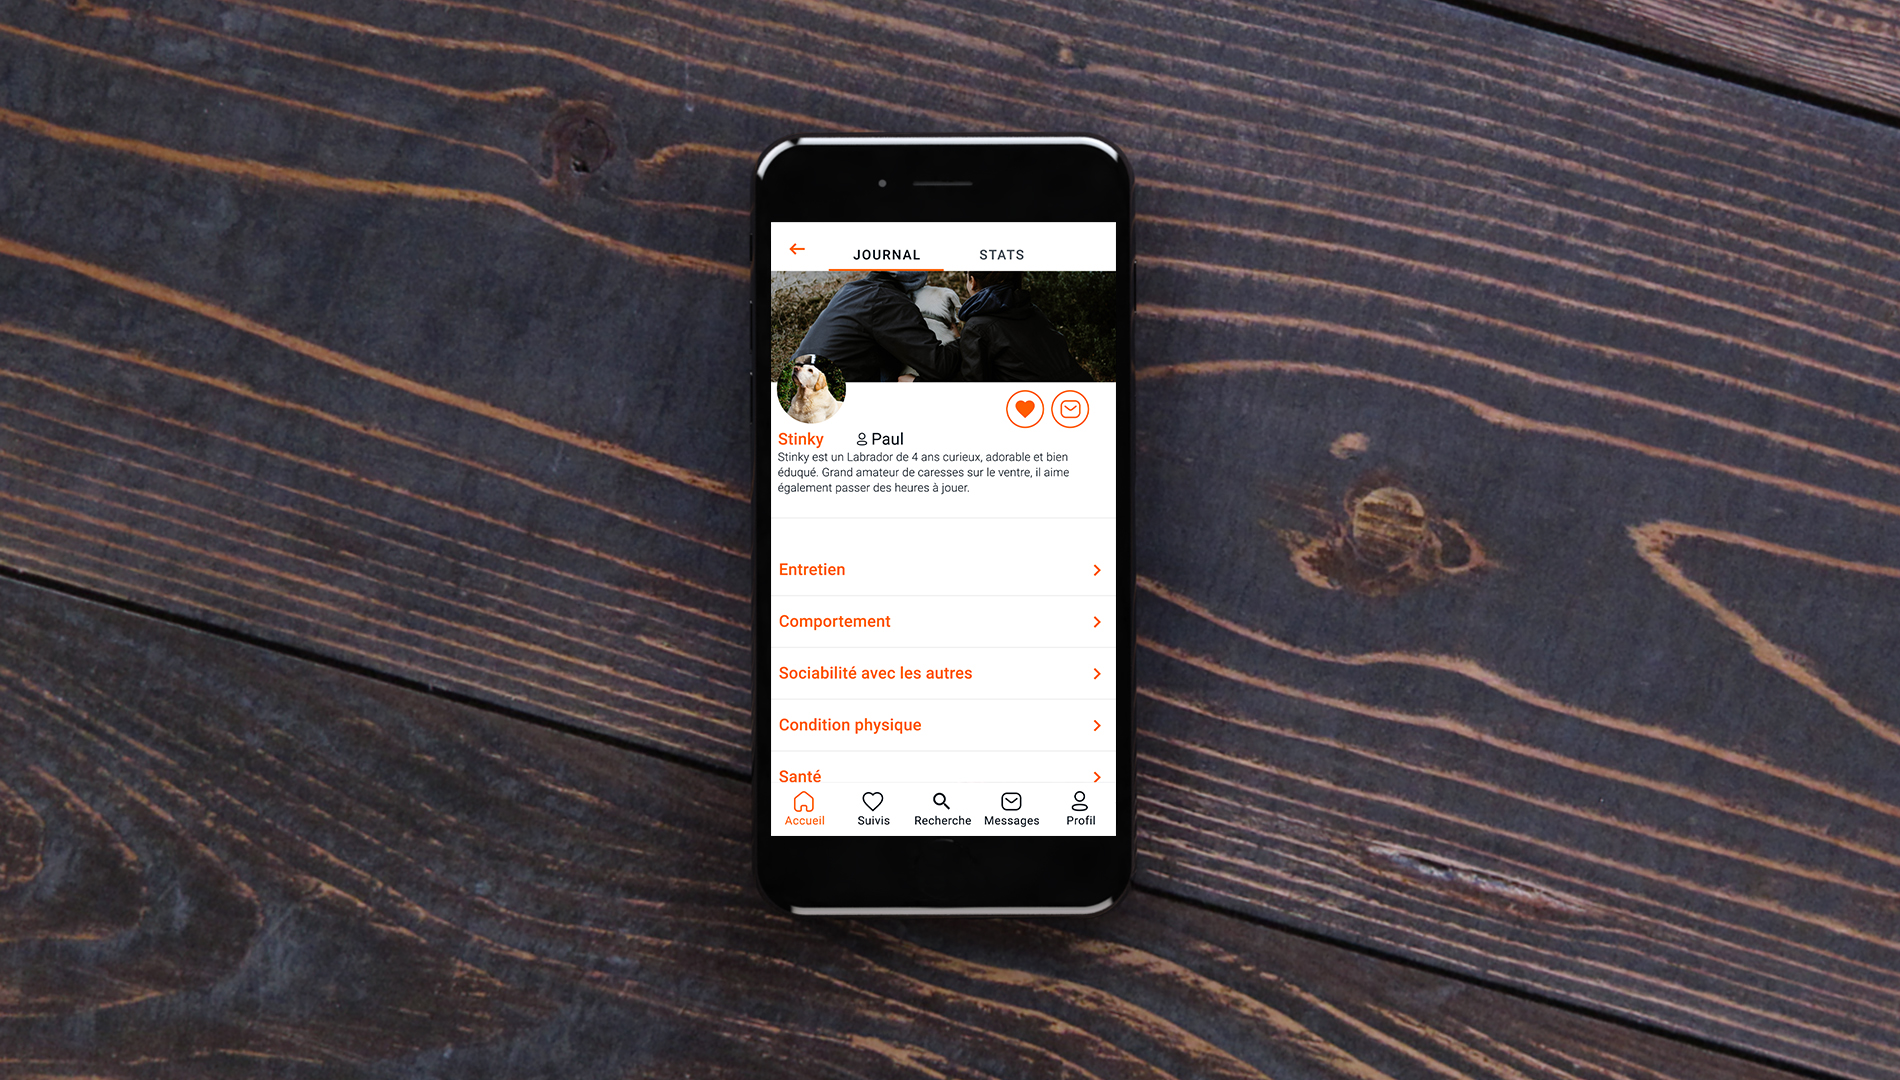 JOURNAL STATS
Stinky Paul
Stinky est un Labrador de 4 ans curieux, adorable et bien
éduqué. Grand amateur de caresses sur le ventre, il aime
également passer des heures à jouer.
Entretien
Comportement
Sociabilité avec les autres
Condition physique
Santé
Accueil Suivis Recherche Messages Profil